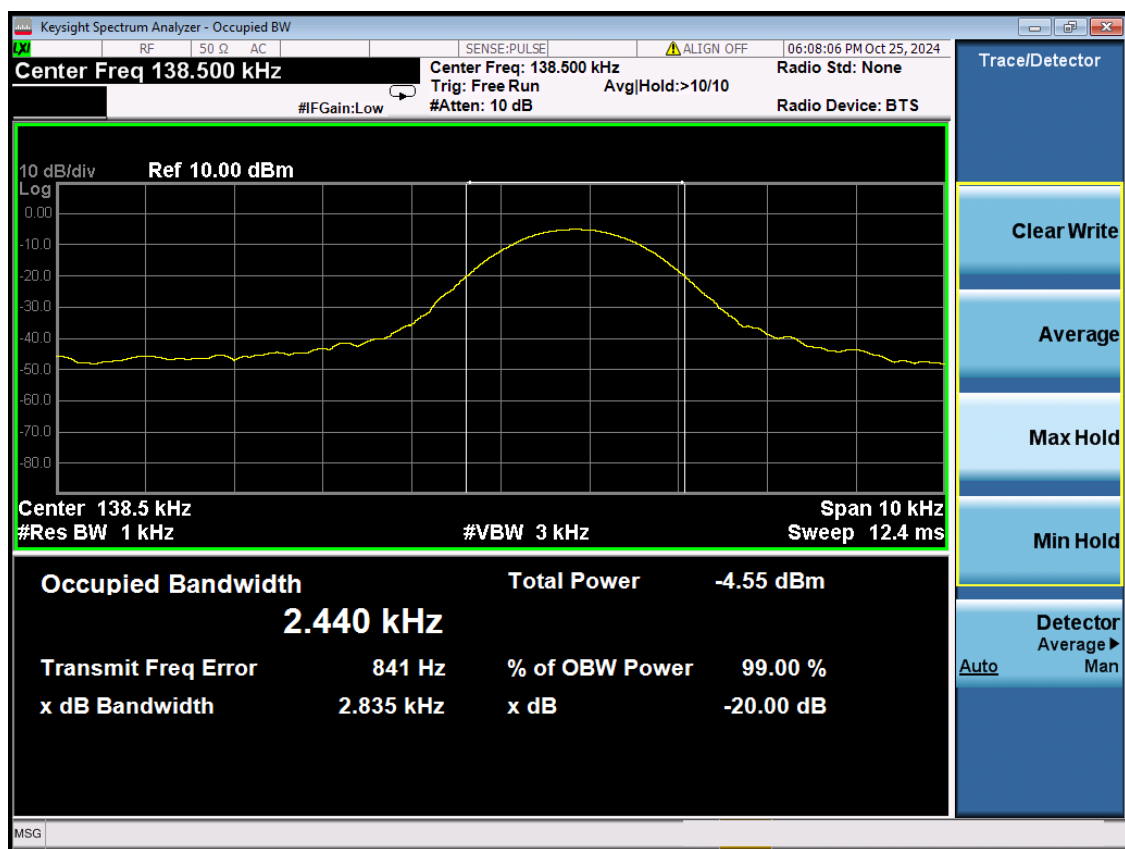 Keysight Spectrum Analyzer - Occupied BW
LXI RF 50 Ω AC SENSE:PULSE ALIGN OFF 06:08:06 PM Oct 25, 2024
Center Freq 138.500 kHz
Center Freq: 138.500 kHz Radio Std: None
Trig: Free Run Avg|Hold:>10/10
#IFGain:Low #Atten: 10 dB Radio Device: BTS
10 dB/div Ref 10.00 dBm
Log
0.00
-10.0
-20.0
-30.0
-40.0
-50.0
-60.0
-70.0
-80.0
Center 138.5 kHz Span 10 kHz
#Res BW 1 kHz #VBW 3 kHz Sweep 12.4 ms
Occupied Bandwidth Total Power -4.55 dBm
2.440 kHz
Transmit Freq Error 841 Hz % of OBW Power 99.00 %
x dB Bandwidth 2.835 kHz x dB -20.00 dB
MSG
Trace/Detector
Clear Write
Average
Max Hold
Min Hold
Detector
Average
Auto Man